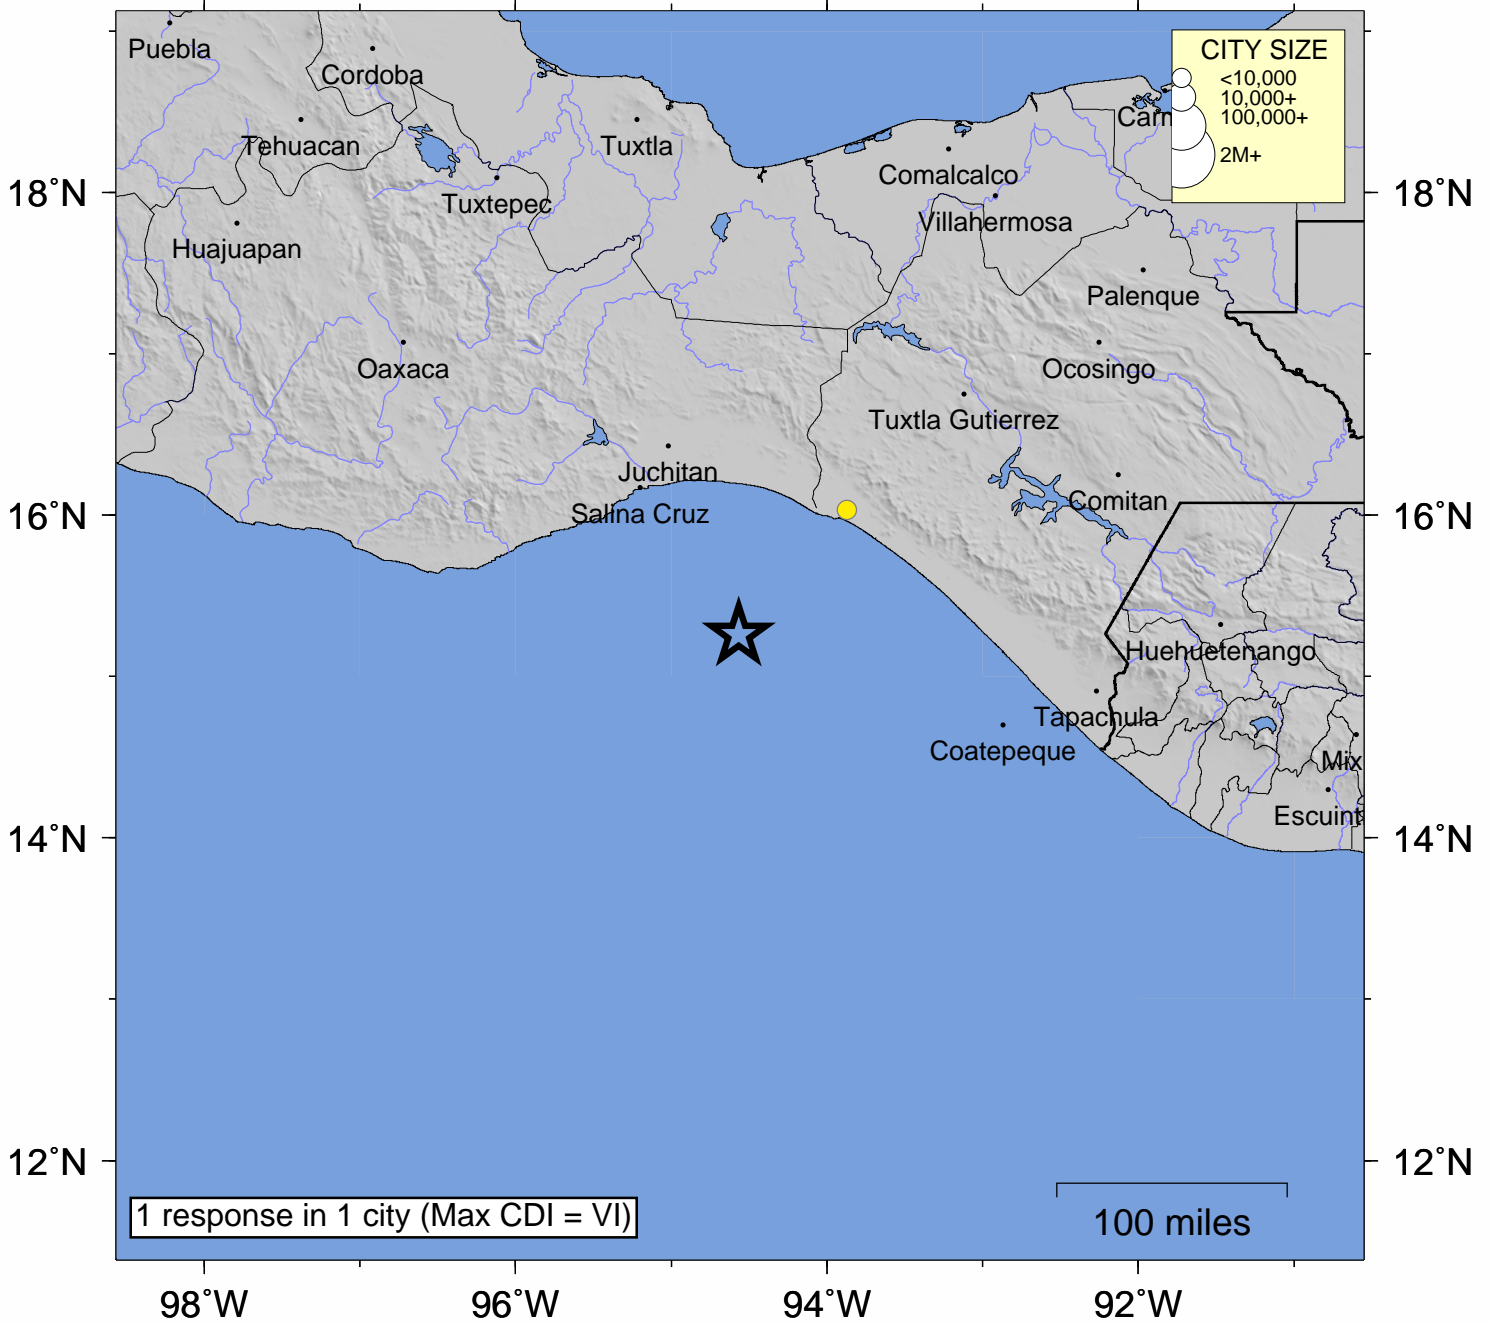 Puebla
CITY SIZE
Cordoba
<10,000
10,000+
Carm
100,000+
Tehuacan
Tuxtla
2M+
Comalcalco
18˚N
18˚N
Tuxtepec
Villahermosa
Huajuapan
Palenque
Oaxaca
Ocosingo
Tuxtla Gutierrez
Juchitan
Comitan
16˚N
Salina Cruz
16˚N
Huehuetenango
Tapachula
Coatepeque
Mix
Escuint
14˚N
14˚N
12˚N
12˚N
1 response in 1 city (Max CDI = VI)
100 miles
98˚W
96˚W
94˚W
92˚W